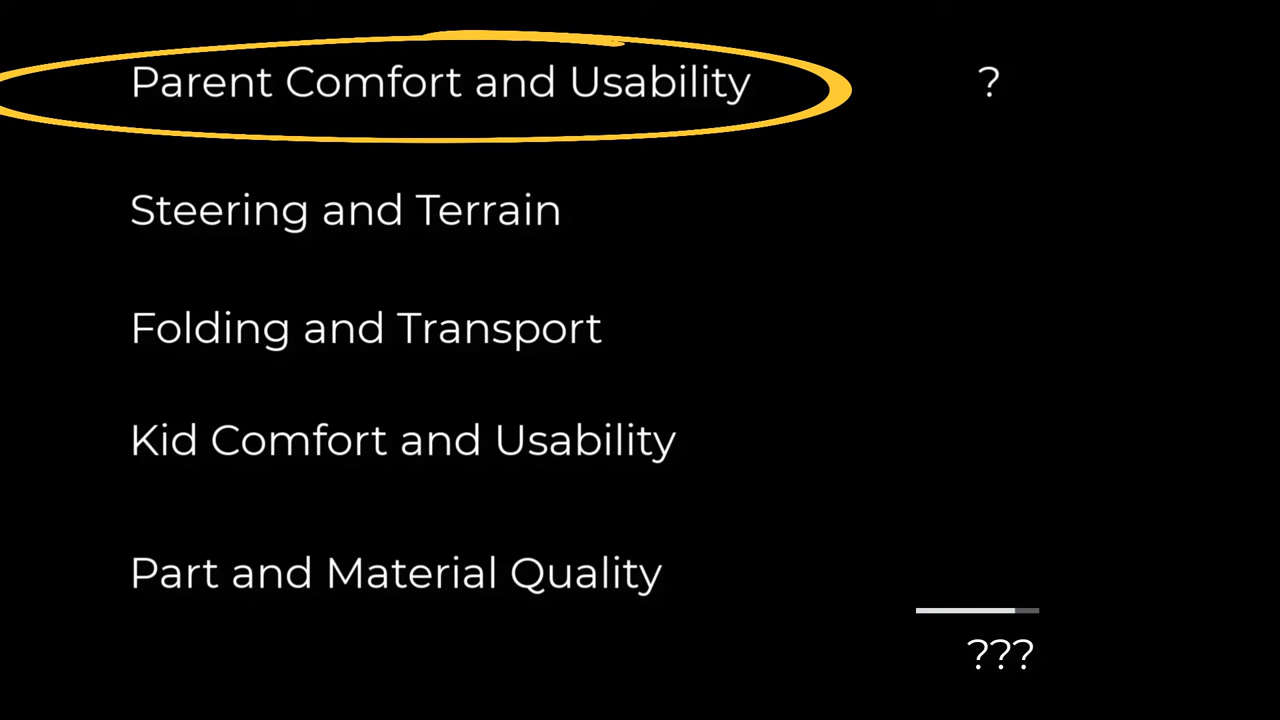 Parent Comfort and Usability ?
Steering and Terrain
Folding and Transport
Kid Comfort and Usability
Part and Material Quality
???